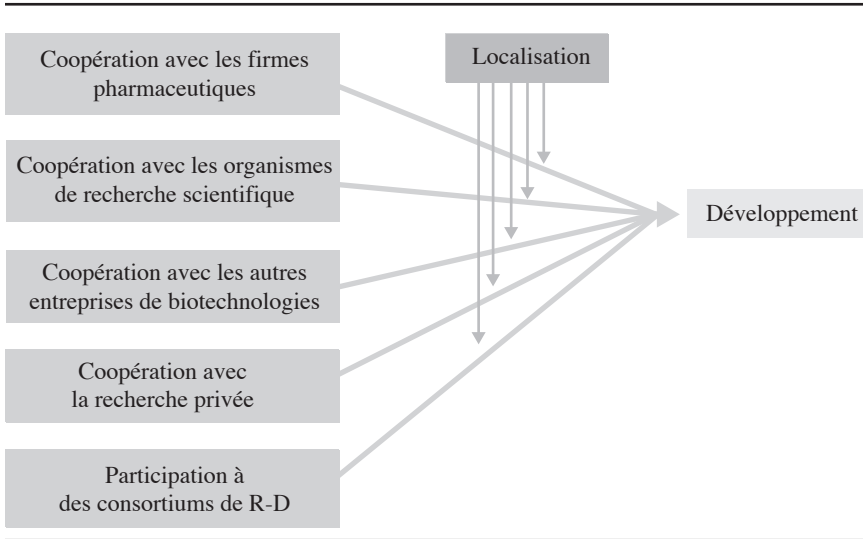 Coopération avec les firmes
pharmaceutiques
Localisation
Coopération avec les organismes
de recherche scientifique
Développement
Coopération avec les autres
entreprises de biotechnologies
Coopération avec
la recherche privée
Participation à
des consortiums de R-D